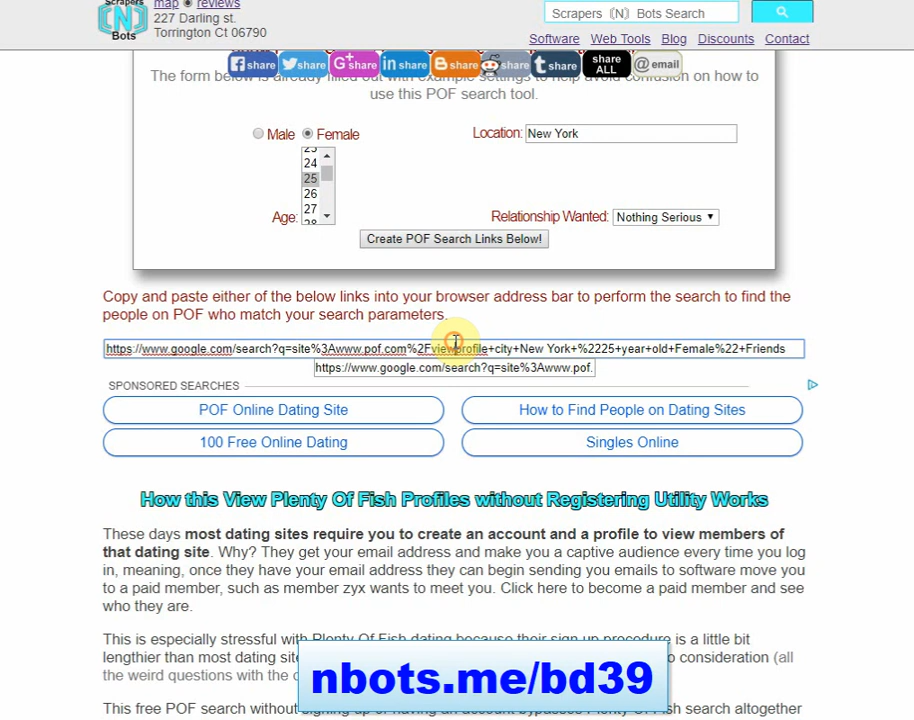 Scrapers
[N]
Bots
map ◉ reviews
227 Darling st.
Torrington Ct 06790
Scrapers 〔N〕 Bots Search
Software Web Tools Blog Discounts Contact
share share share share share share share share ALL @email
The form below is already filled out with example settings to help avoid confusion on how to
use this POF search tool.
Male Female
Location: New York
24
25
26
27
Age:
Relationship Wanted: Nothing Serious ▼
Create POF Search Links Below!
Copy and paste either of the below links into your browser address bar to perform the search to find the
people on POF who match your search parameters.
https://www.google.com/search?q=site%3Awww.pof.com%2Fviewprofile+city+New York+%2225+year+old+Female%22+Friends
https://www.google.com/search?q=site%3Awww.pof.
SPONSORED SEARCHES
POF Online Dating Site
How to Find People on Dating Sites
100 Free Online Dating
Singles Online
How this View Plenty Of Fish Profiles without Registering Utility Works
These days most dating sites require you to create an account and a profile to view members of
that dating site. Why? They get your email address and make you a captive audience every time you log
in, meaning, once they have your email address they can begin sending you emails to software move you
to a paid member, such as member zyx wants to meet you. Click here to become a paid member and see
who they are.
This is especially stressful with Plenty Of Fish dating because their sign up procedure is a little bit
lengthier than most dating sit o consideration (all
the weird questions with the
nbots.me/bd39
This free POF search without signing up or having an account bypasses Plenty Of Fish search altogether